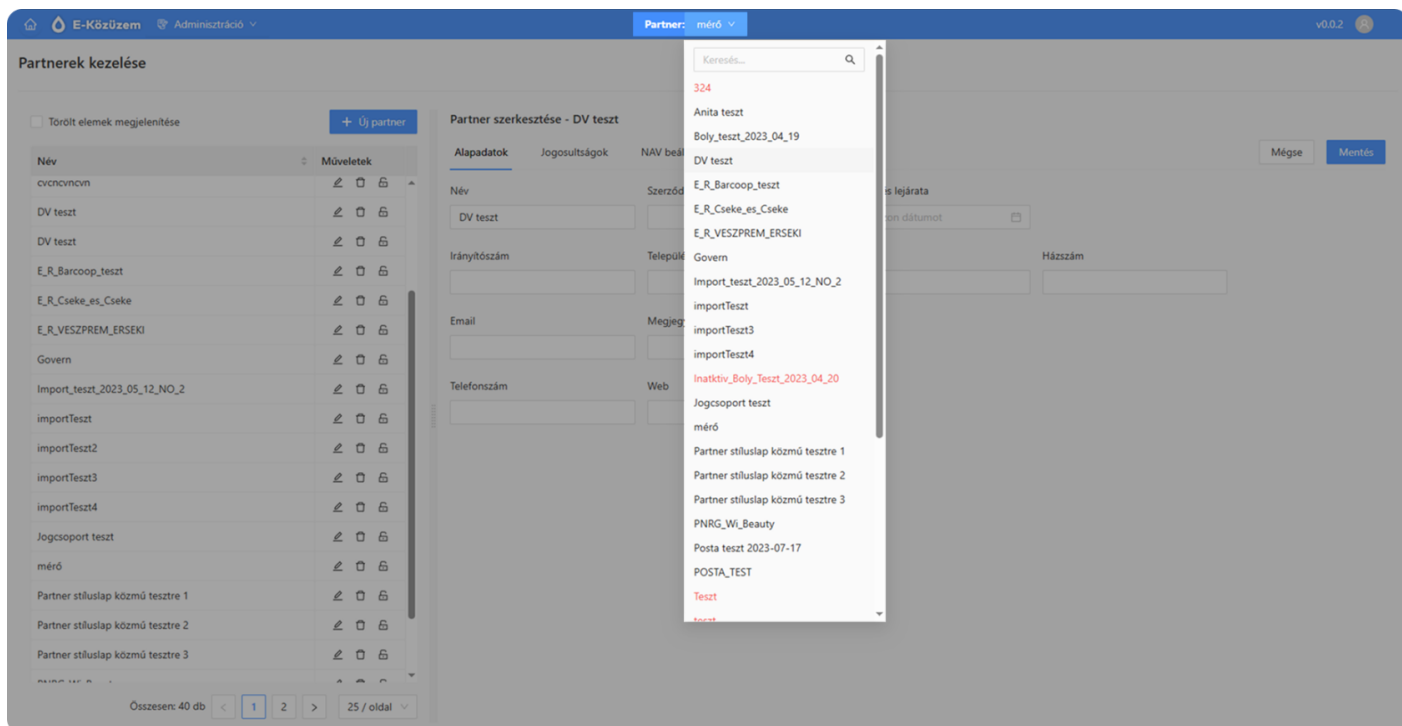 E-Közüzem Adminisztráció Partner: mérő v0.0.2
Partnerek kezelése
Törölt elemek megjelenítése
+ Új partner
Név Műveletek
cvcncvncvn
DV teszt
DV teszt
E_R_Barcoop_teszt
E_R_Cseke_es_Cseke
E_R_VESZPREM_ERSEKI
Govern
Import_teszt_2023_05_12_NO_2
importTeszt
importTeszt2
importTeszt3
importTeszt4
Jogcsoport teszt
mérő
Partner stíluslap közmű tesztre 1
Partner stíluslap közmű tesztre 2
Partner stíluslap közmű tesztre 3
Összesen: 40 db < 1 2 > 25 / oldal
Partner szerkesztése - DV teszt
Alapadatok Jogosultságok NAV beál
Mégse Mentés
Név Szerződ és lejárata
DV teszt on dátumot
Irányítószám Települé Házszám
Email Megjeg
Telefonszám Web
Keresés...
324
Anita teszt
Boly_teszt_2023_04_19
DV teszt
E_R_Barcoop_teszt
E_R_Cseke_es_Cseke
E_R_VESZPREM_ERSEKI
Govern
Import_teszt_2023_05_12_NO_2
importTeszt
importTeszt3
importTeszt4
Inatktiv_Boly_Teszt_2023_04_20
Jogcsoport teszt
mérő
Partner stíluslap közmű tesztre 1
Partner stíluslap közmű tesztre 2
Partner stíluslap közmű tesztre 3
PNRG_Wi_Beauty
Posta teszt 2023-07-17
POSTA_TEST
Teszt
teszt